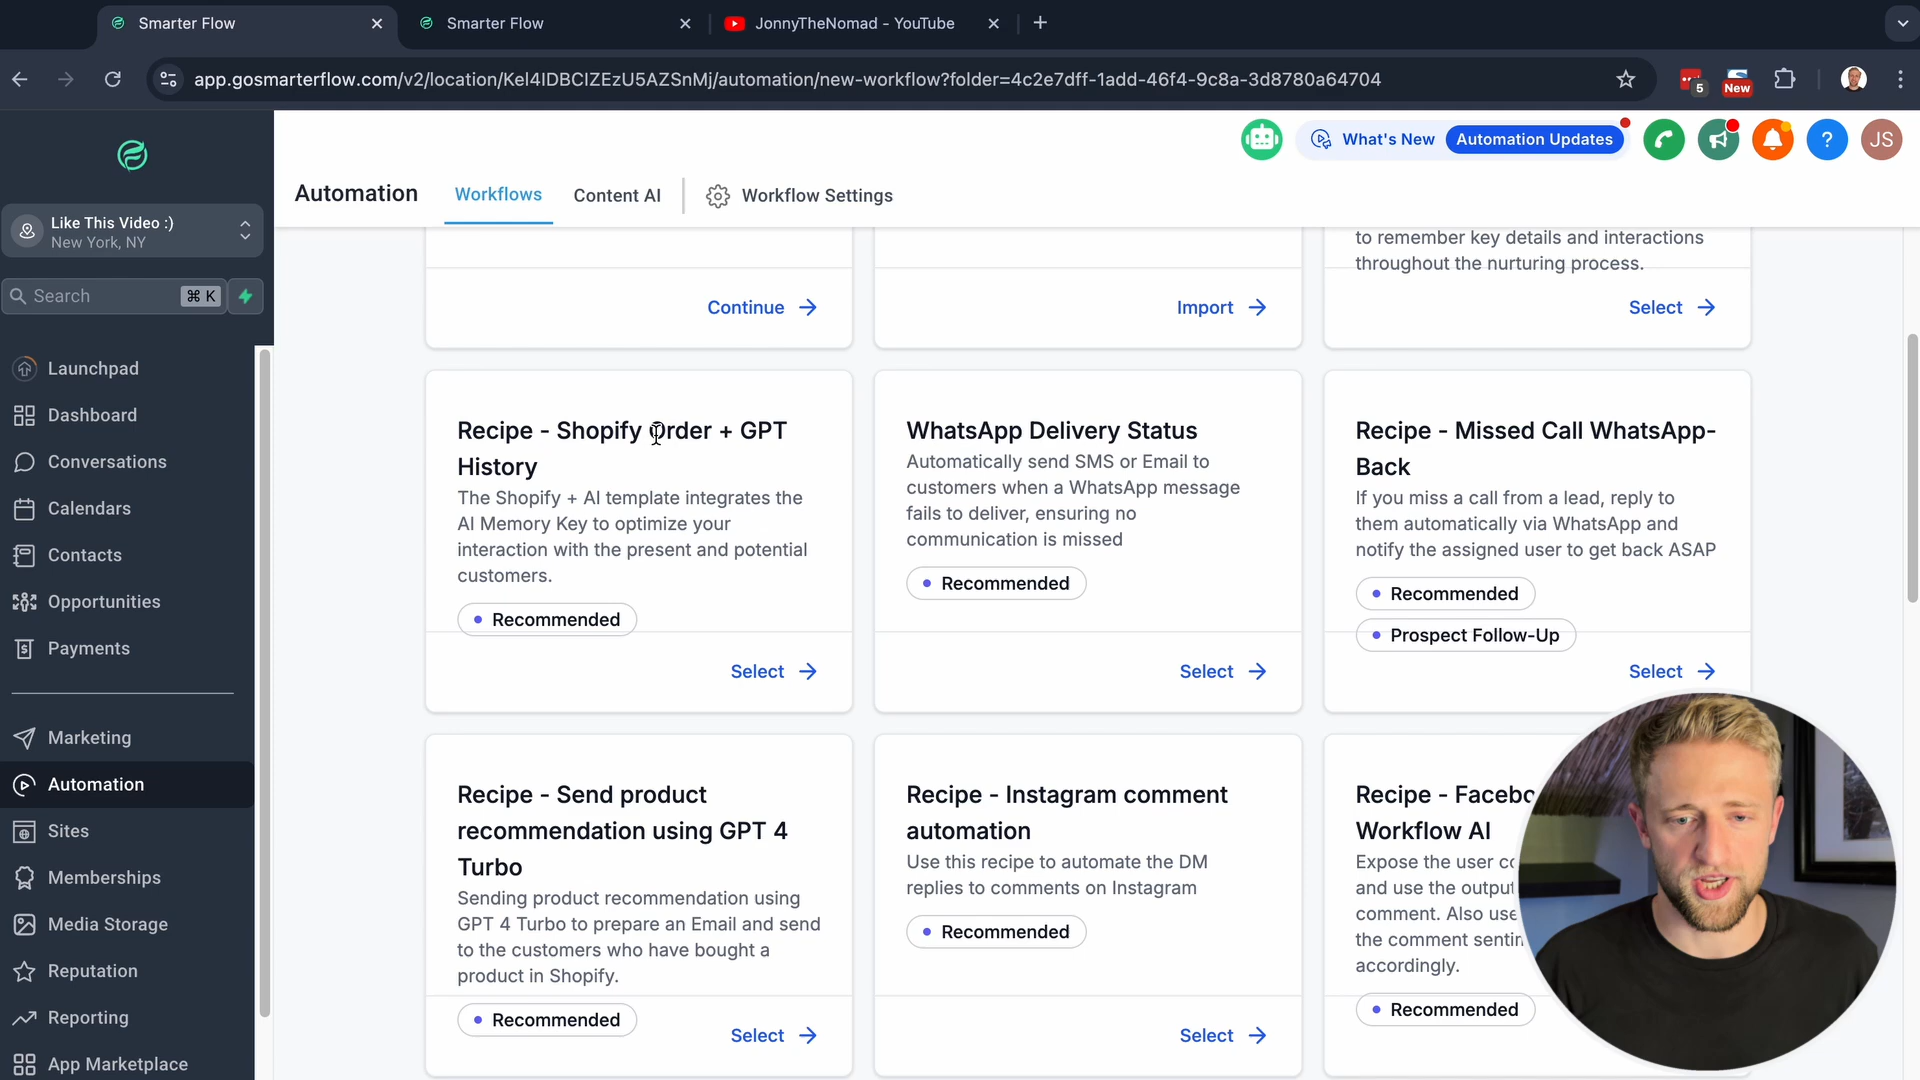 Smarter Flow
Smarter Flow
JonnyTheNomad - YouTube
app.gosmarterflow.com/v2/location/Kel4IDBCIZEzU5AZSnMj/automation/new-workflow?folder=4c2e7dff-1add-46f4-9c8a-3d8780a64704
5
New
What's New
Automation Updates
?
JS
Like This Video :)
New York, NY
Search
⌘ K
Launchpad
Dashboard
Conversations
Calendars
Contacts
Opportunities
Payments
Marketing
Automation
Sites
Memberships
Media Storage
Reputation
Reporting
App Marketplace
Automation
Workflows
Content AI
Workflow Settings
Continue
Import
to remember key details and interactions
throughout the nurturing process.
Select
Recipe - Shopify Order + GPT
History
The Shopify + AI template integrates the
AI Memory Key to optimize your
interaction with the present and potential
customers.
Recommended
Select
WhatsApp Delivery Status
Automatically send SMS or Email to
customers when a WhatsApp message
fails to deliver, ensuring no
communication is missed
Recommended
Select
Recipe - Missed Call WhatsApp-
Back
If you miss a call from a lead, reply to
them automatically via WhatsApp and
notify the assigned user to get back ASAP
Recommended
Prospect Follow-Up
Select
Recipe - Send product
recommendation using GPT 4
Turbo
Sending product recommendation using
GPT 4 Turbo to prepare an Email and send
to the customers who have bought a
product in Shopify.
Recommended
Select
Recipe - Instagram comment
automation
Use this recipe to automate the DM
replies to comments on Instagram
Recommended
Select
Recipe - Facebo
Workflow AI
Expose the user co
and use the output
comment. Also use
the comment sentim
accordingly.
Recommended